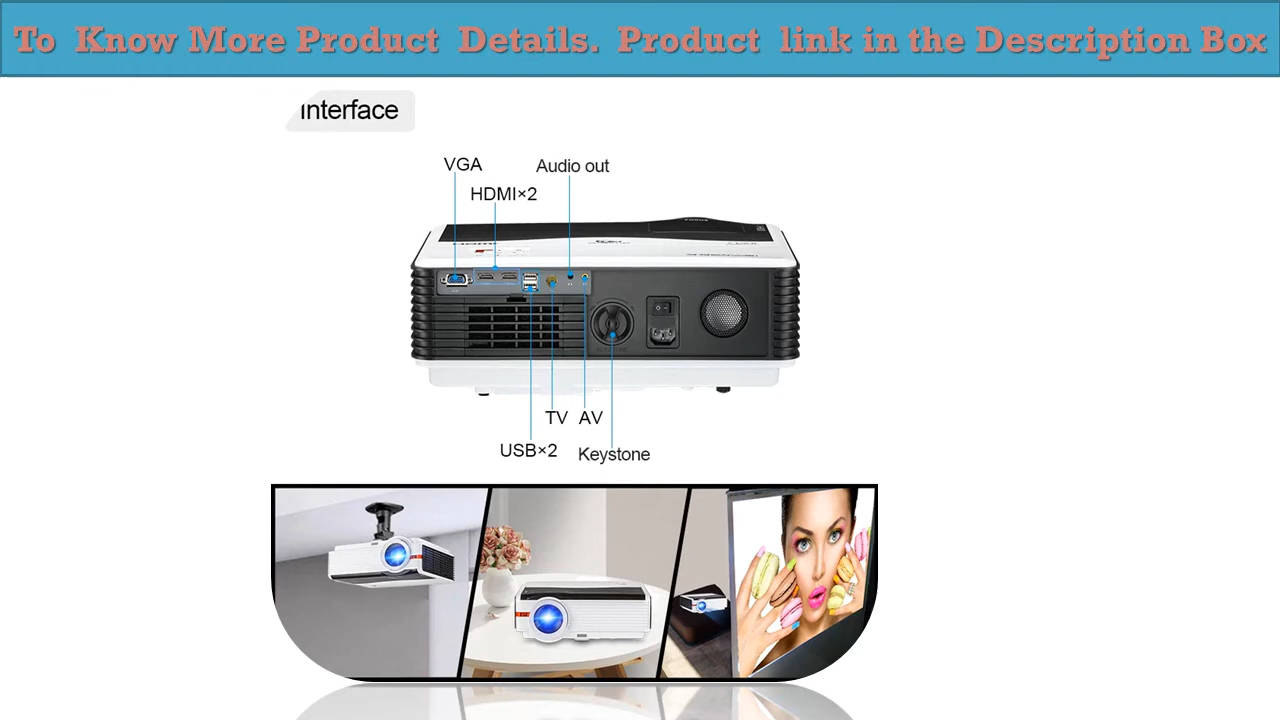 To Know More Product Details. Product link in the Description Box
interface
VGA
Audio out
HDMI×2
TV AV
USB×2
Keystone